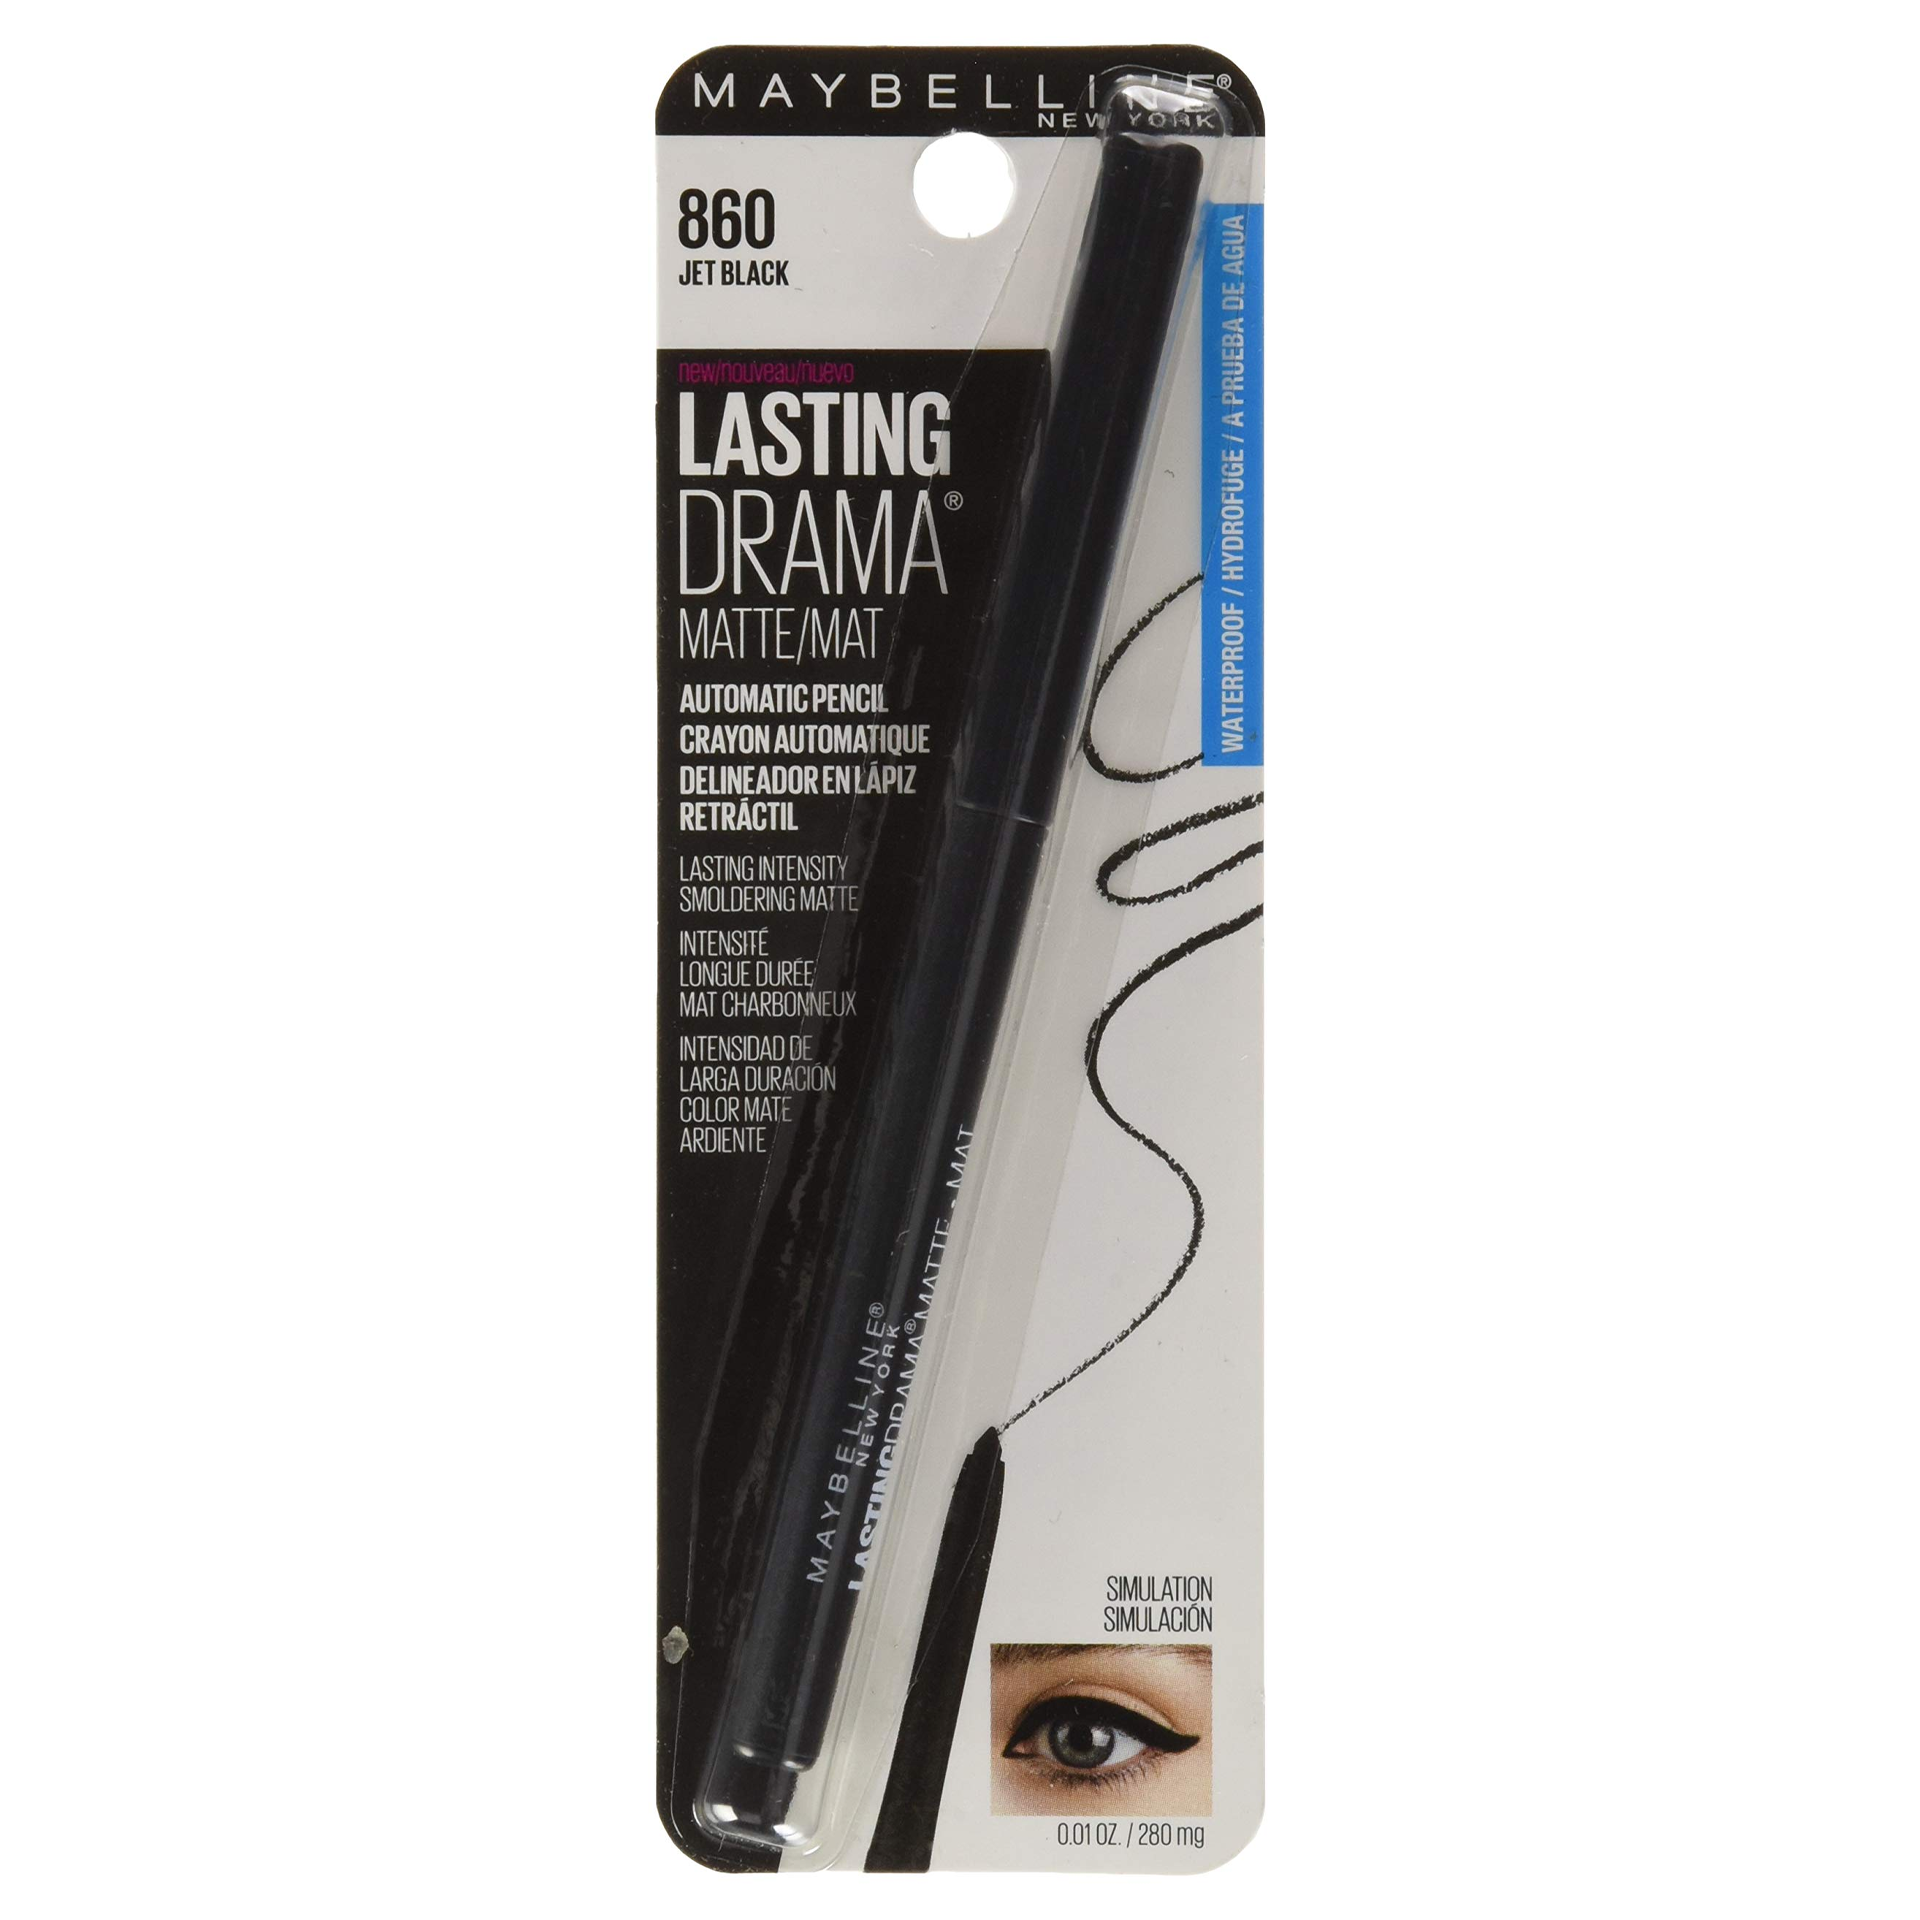 MAYBELLINE®
NEW YORK
860
JET BLACK
new/nouveau/nuevo
LASTING
DRAMA®
MATTE/MAT
AUTOMATIC PENCIL
CRAYON AUTOMATIQUE
DELINEADOR EN LÁPIZ
RETRÁCTIL
LASTING INTENSITY
SMOLDERING MATTE
INTENSITÉ
LONGUE DURÉE
MAT CHARBONNEUX
INTENSIDAD DE
LARGA DURACIÓN
COLOR MATE
ARDIENTE
WATERPROOF / HYDROFUGE / A PRUEBA DE AGUA
MAYBELLINE®
NEW YORK
LASTINGDRAMA® MATTE - MAT
SIMULATION
SIMULACIÓN
0.01 OZ. / 280 mg